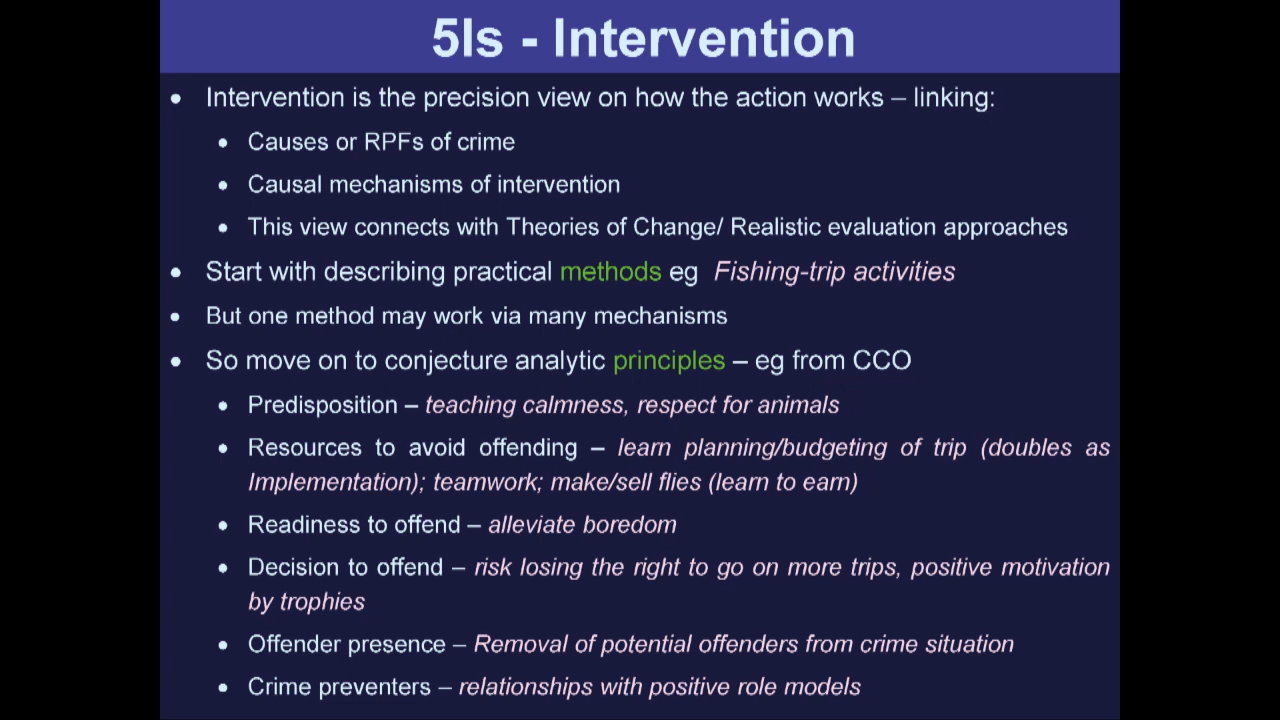 5Is - Intervention
• Intervention is the precision view on how the action works – linking:
• Causes or RPFs of crime
• Causal mechanisms of intervention
• This view connects with Theories of Change/ Realistic evaluation approaches
• Start with describing practical methods eg Fishing-trip activities
• But one method may work via many mechanisms
• So move on to conjecture analytic principles – eg from CCO
• Predisposition – teaching calmness, respect for animals
• Resources to avoid offending – learn planning/budgeting of trip (doubles as
Implementation); teamwork; make/sell flies (learn to earn)
• Readiness to offend – alleviate boredom
• Decision to offend – risk losing the right to go on more trips, positive motivation
by trophies
• Offender presence – Removal of potential offenders from crime situation
• Crime preventers – relationships with positive role models